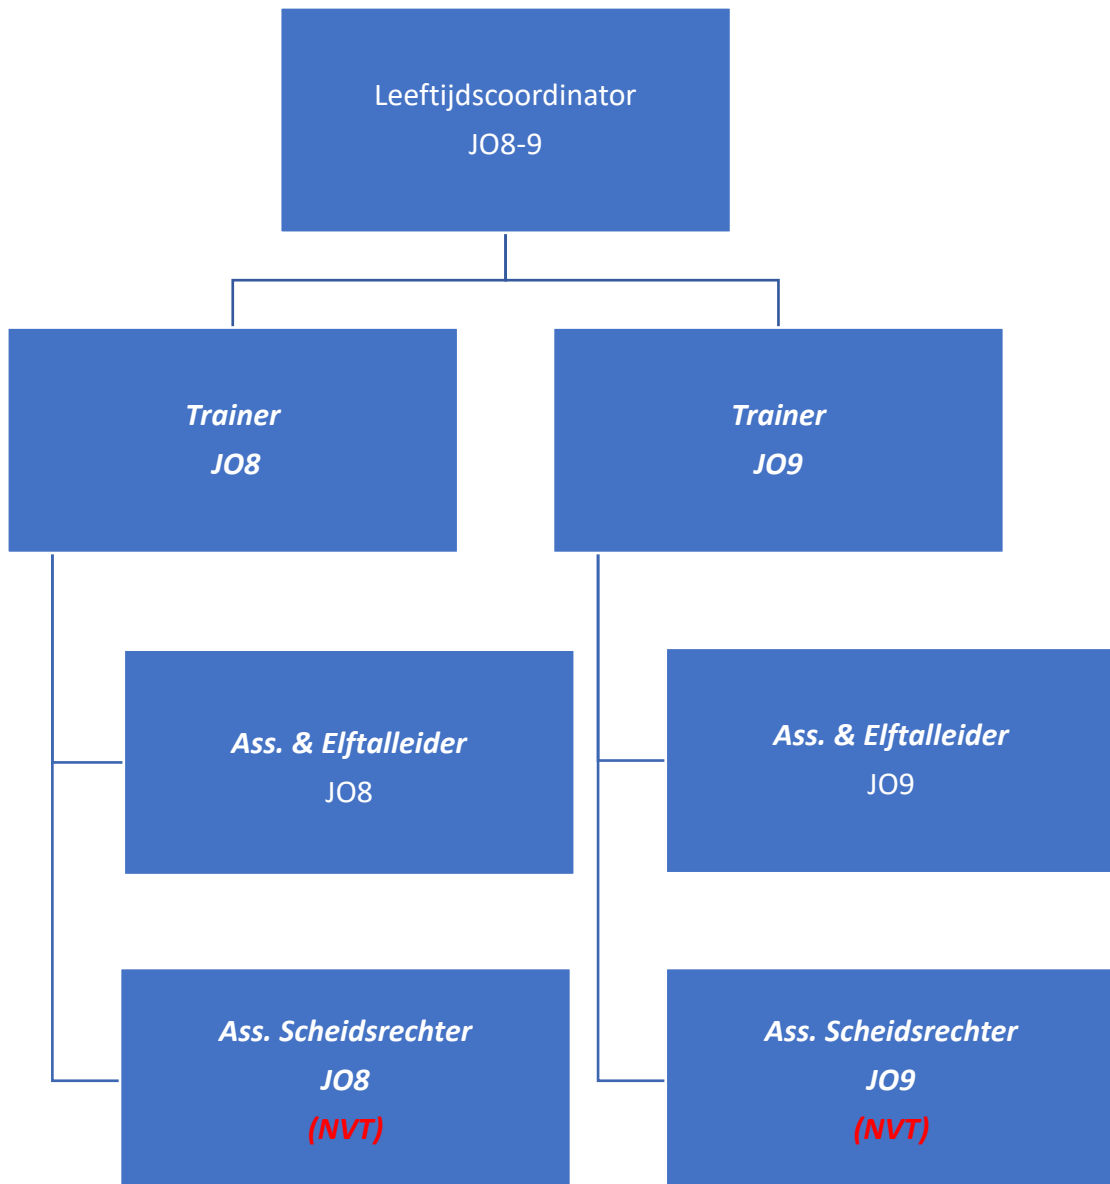 Leeftijdscoordinator
JO8-9
Trainer
JO8
Trainer
JO9
Ass. & Elftalleider
JO8
Ass. & Elftalleider
JO9
Ass. Scheidsrechter
JO8
(NVT)
Ass. Scheidsrechter
JO9
(NVT)